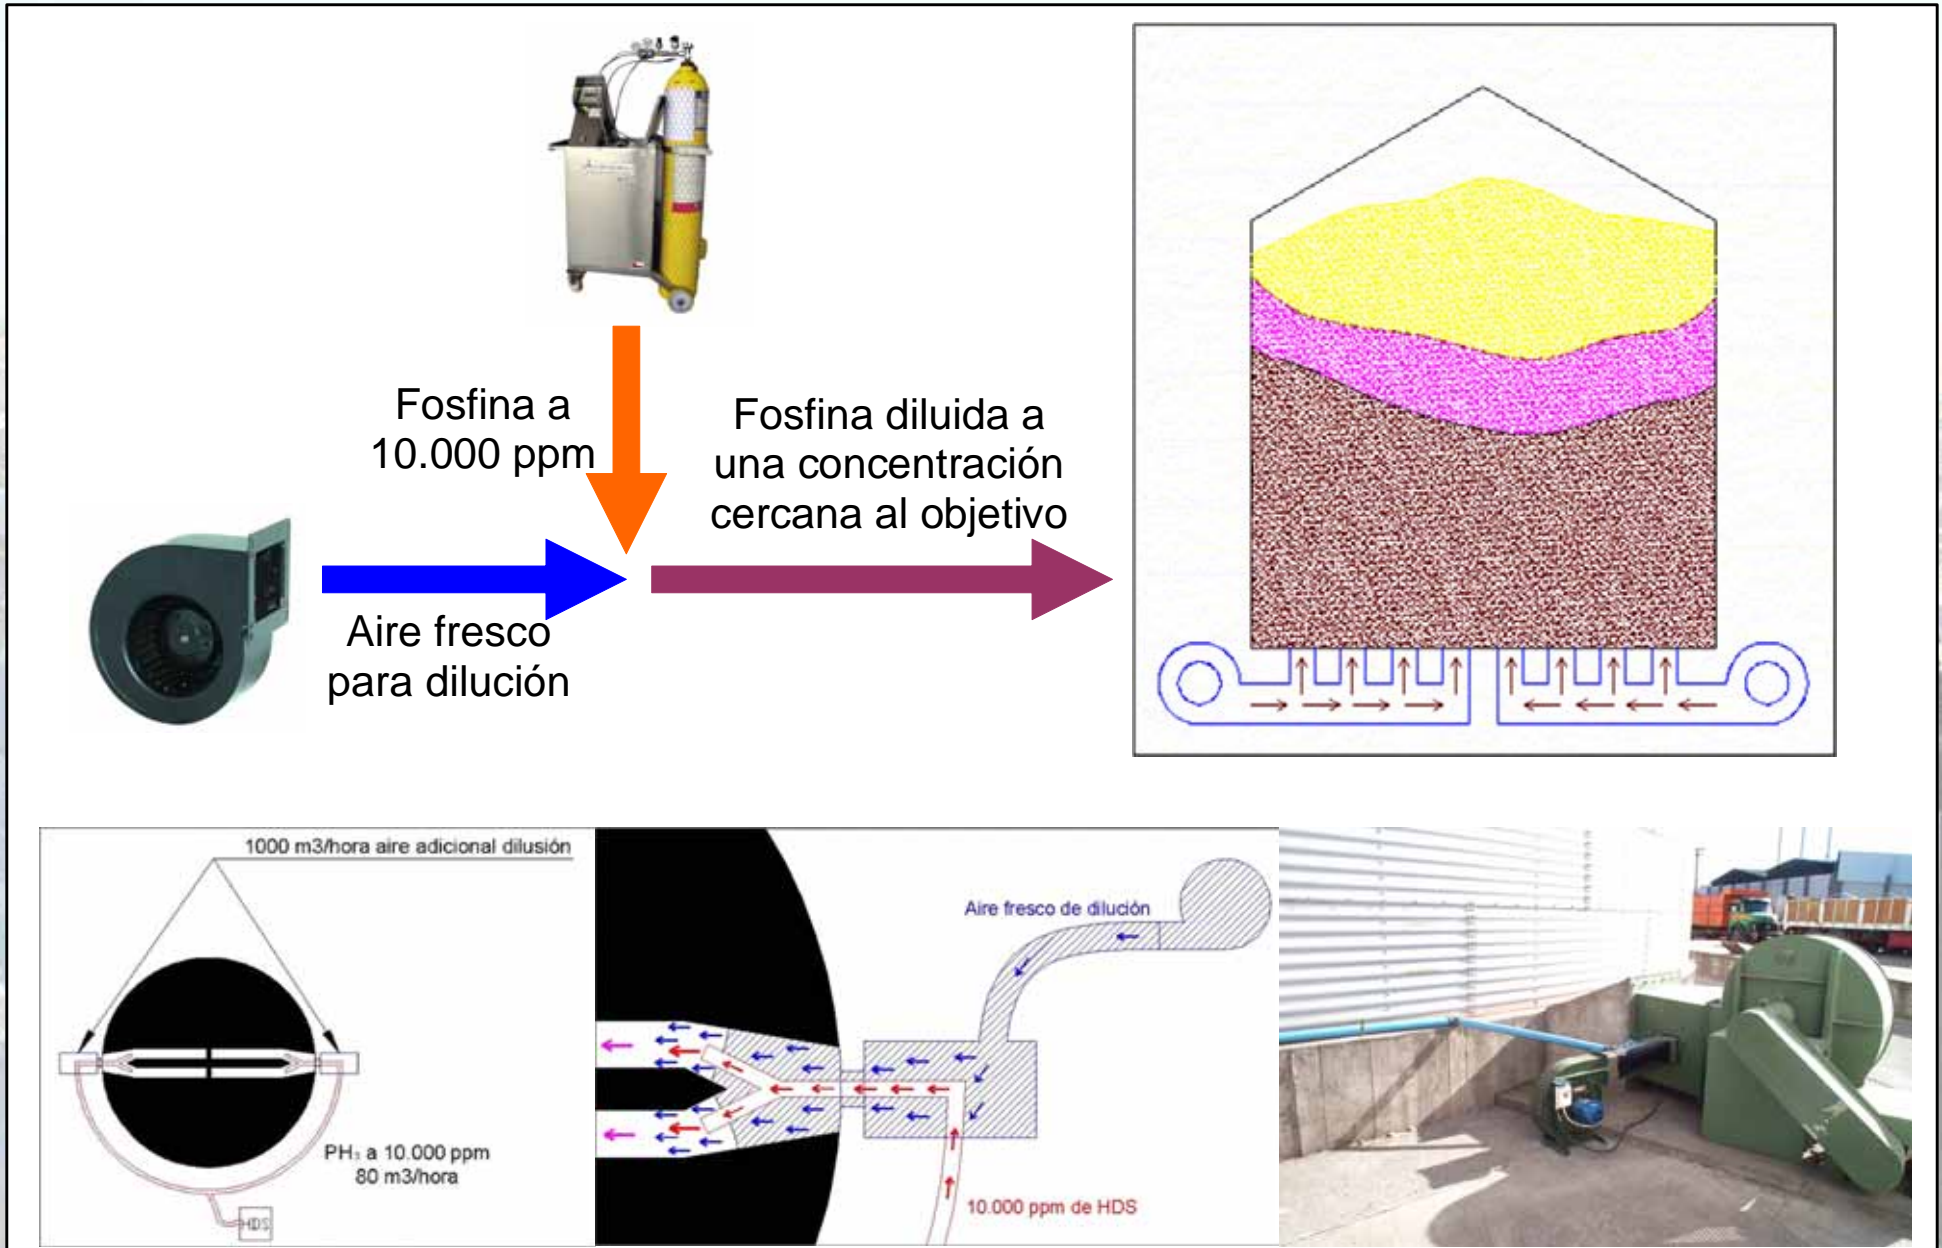 Fosfina a
10.000 ppm
Fosfina diluida a
una concentración
cercana al objetivo
Aire fresco
para dilución
1000 m3/hora aire adicional dilusión
PH₃ a 10.000 ppm
80 m3/hora
HDS
Aire fresco de dilución
10.000 ppm de HDS